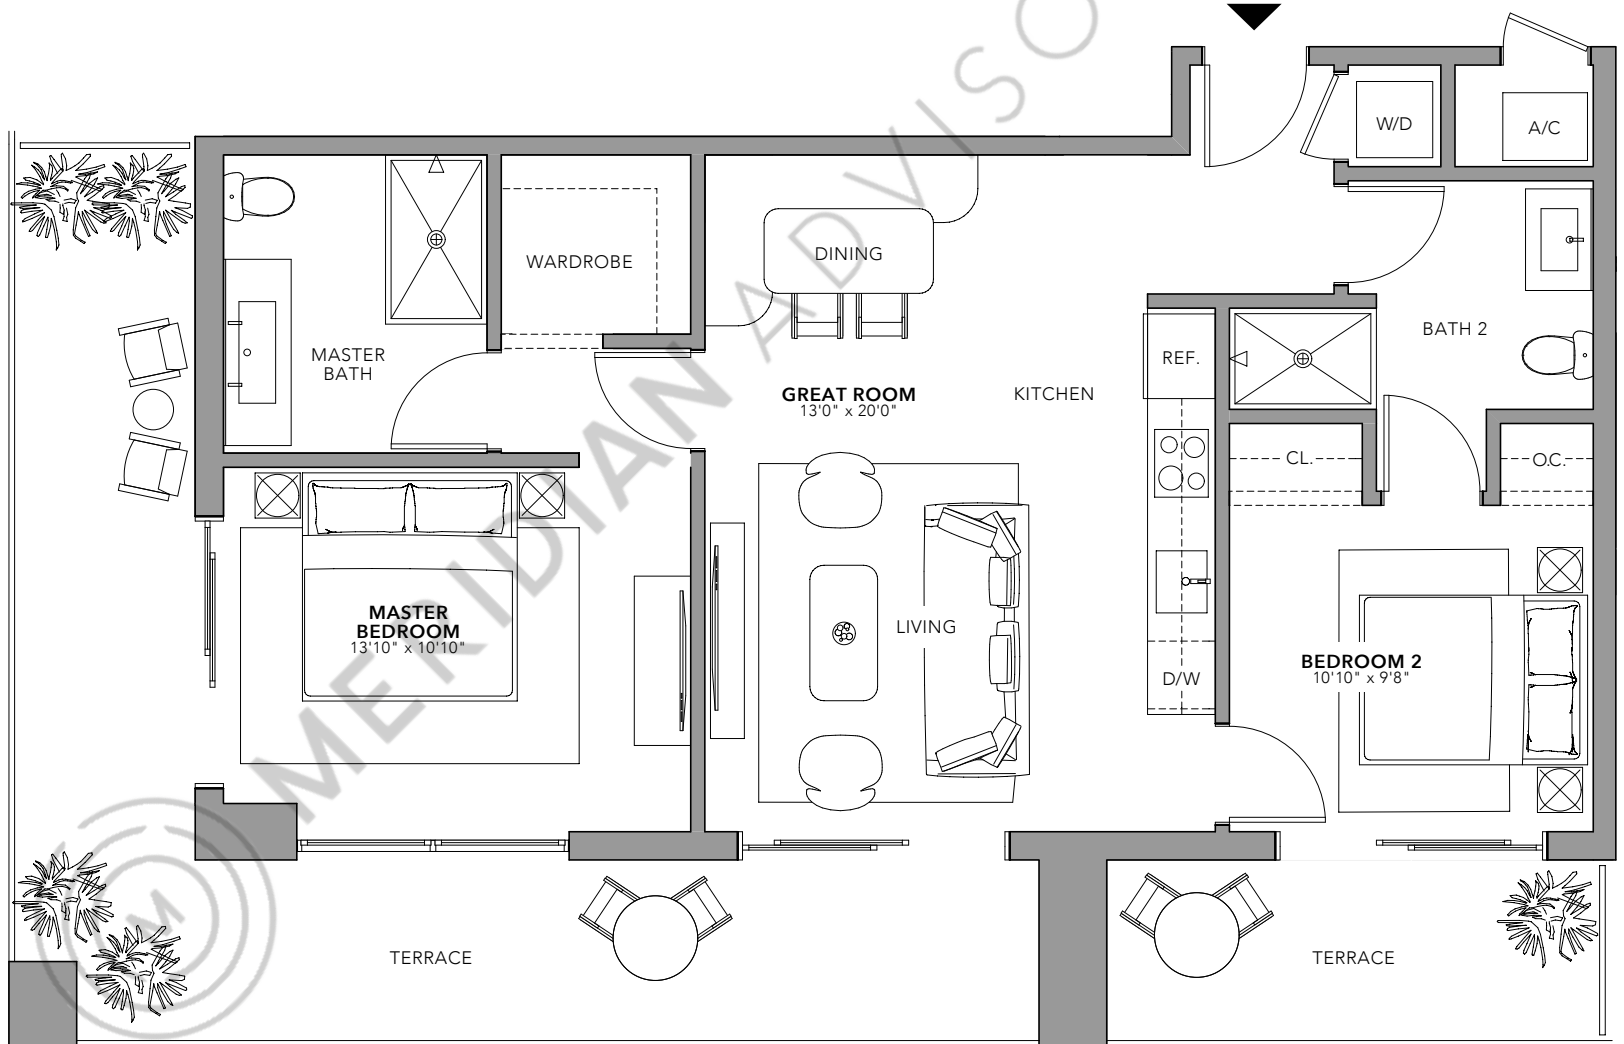 W/D
A/C
DINING
WARDROBE
MASTER
BATH
BATH 2
REF.
KITCHEN
GREAT ROOM
13'0" x 20'0"
CL.
O.C.
MASTER
BEDROOM
13'10" x 10'10"
LIVING
BEDROOM 2
10'10" x 9'8"
D/W
TERRACE
TERRACE
MERIDIAN ADVISO
M